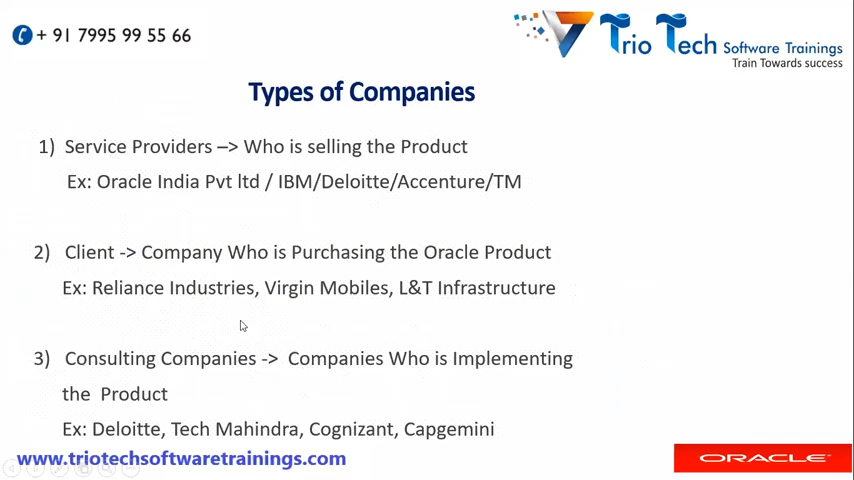 + 91 7995 99 55 66
Trio Tech Software Trainings
Train Towards success
Types of Companies
1) Service Providers –> Who is selling the Product
Ex: Oracle India Pvt ltd / IBM/Deloitte/Accenture/TM
2) Client -> Company Who is Purchasing the Oracle Product
Ex: Reliance Industries, Virgin Mobiles, L&T Infrastructure
3) Consulting Companies -> Companies Who is Implementing
the Product
Ex: Deloitte, Tech Mahindra, Cognizant, Capgemini
www.triotechsoftwaretrainings.com
ORACLE